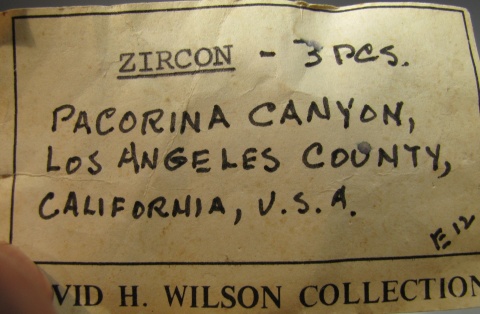 ZIRCON - 3 PCS.
PACORINA CANYON,
LOS ANGELES COUNTY,
CALIFORNIA, U.S.A.
E12
VID H. WILSON COLLECTION